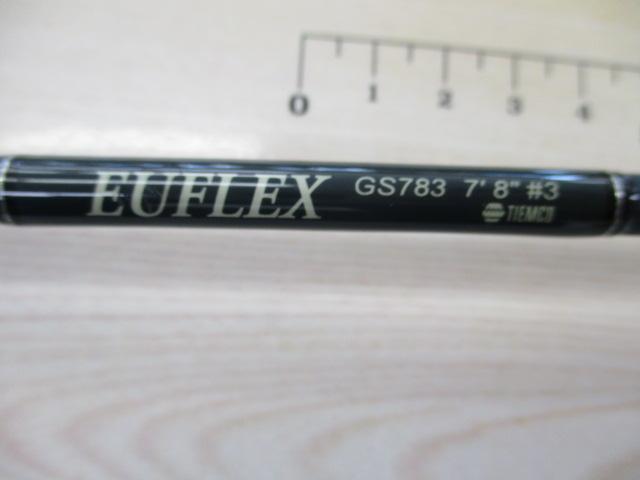 0 1 2 3 4
EUFLEX GS783 7' 8" #3
TIEMCO